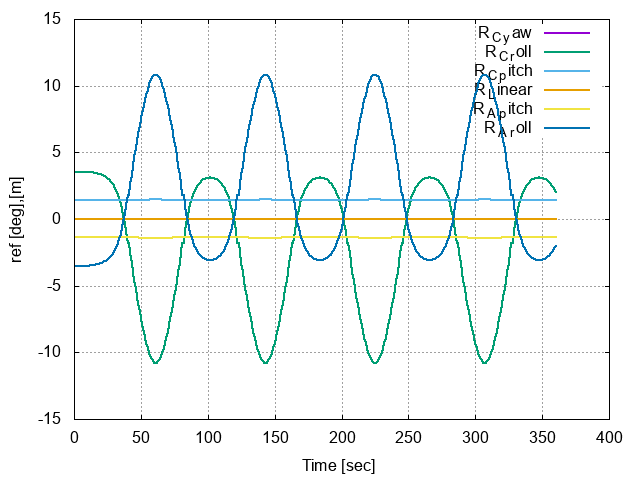 15
10
5
0
-5
-10
-15
ref [deg],[m]
R_Cyaw
R_Croll
R_Cpitch
R_Linear
R_Apitch
R_Aroll
0 50 100 150 200 250 300 350 400
Time [sec]